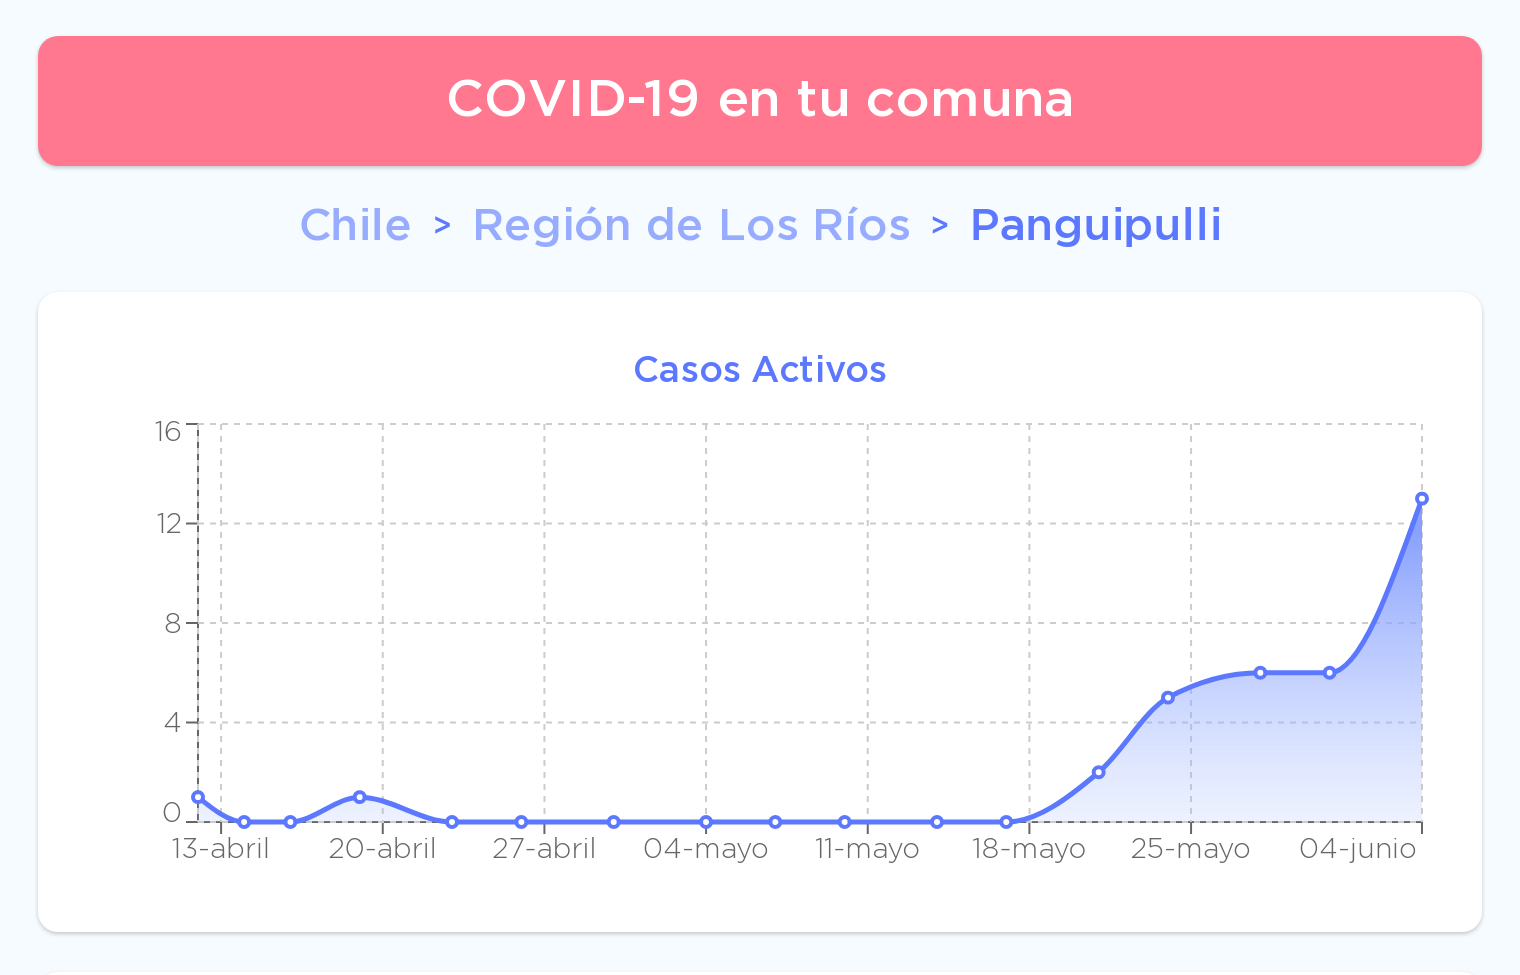 COVID-19 en tu comuna
Chile > Región de Los Ríos > Panguipulli
Casos Activos
16
12
8
4
0
13-abril 20-abril 27-abril 04-mayo 11-mayo 18-mayo 25-mayo 04-junio